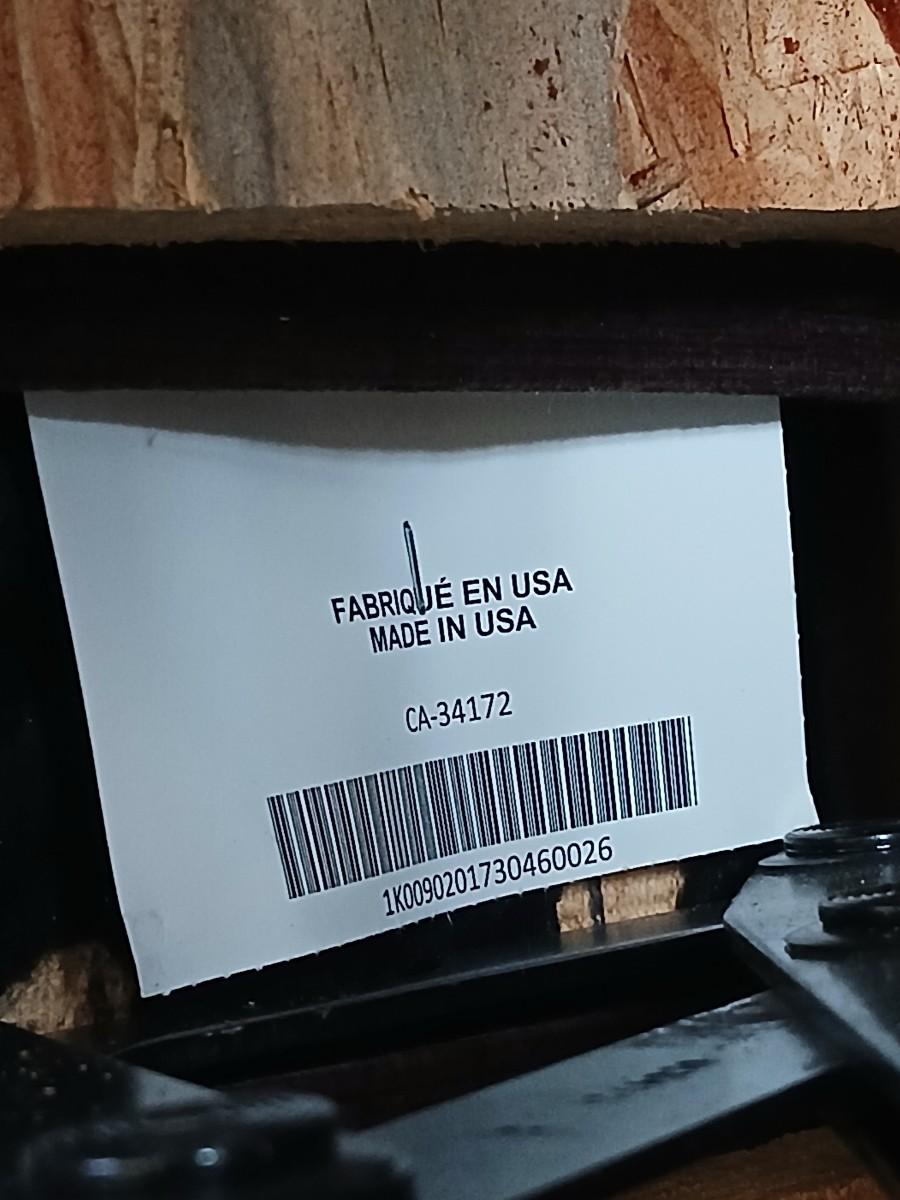 FABRIQUÉ EN USA
MADE IN USA
CA-34172
1K0090201730460026